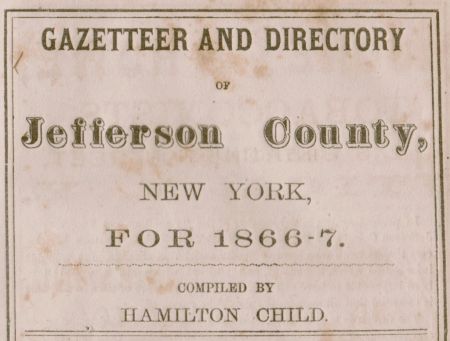 GAZETTEER AND DIRECTORY
OF
Jefferson County,
NEW YORK,
FOR 1866-7.
COMPILED BY
HAMILTON CHILD.